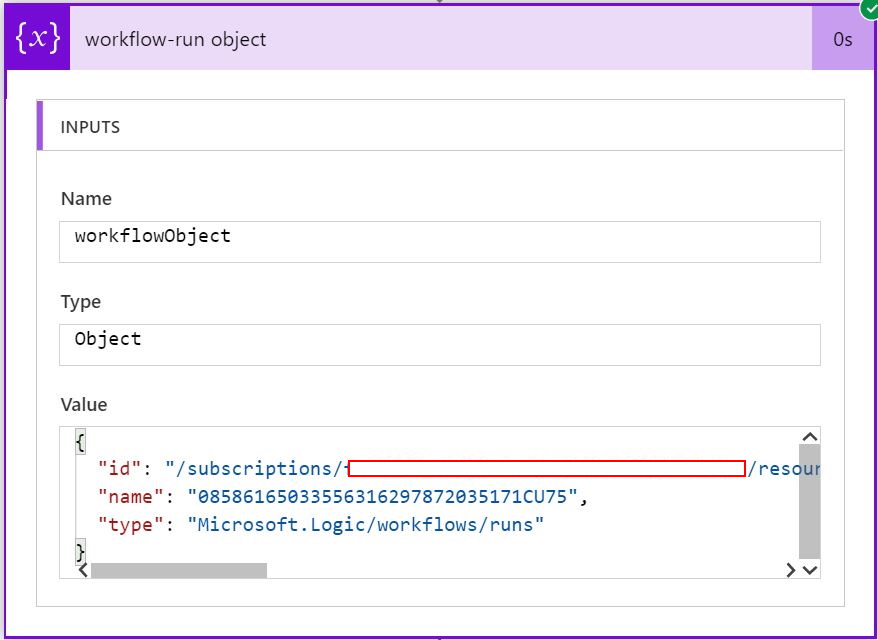 {x} workflow-run object 0s
INPUTS
Name
workflowObject
Type
Object
Value
{
"id": "/subscriptions/ /resour
"name": "08586165033556316297872035171CU75",
"type": "Microsoft.Logic/workflows/runs"
}